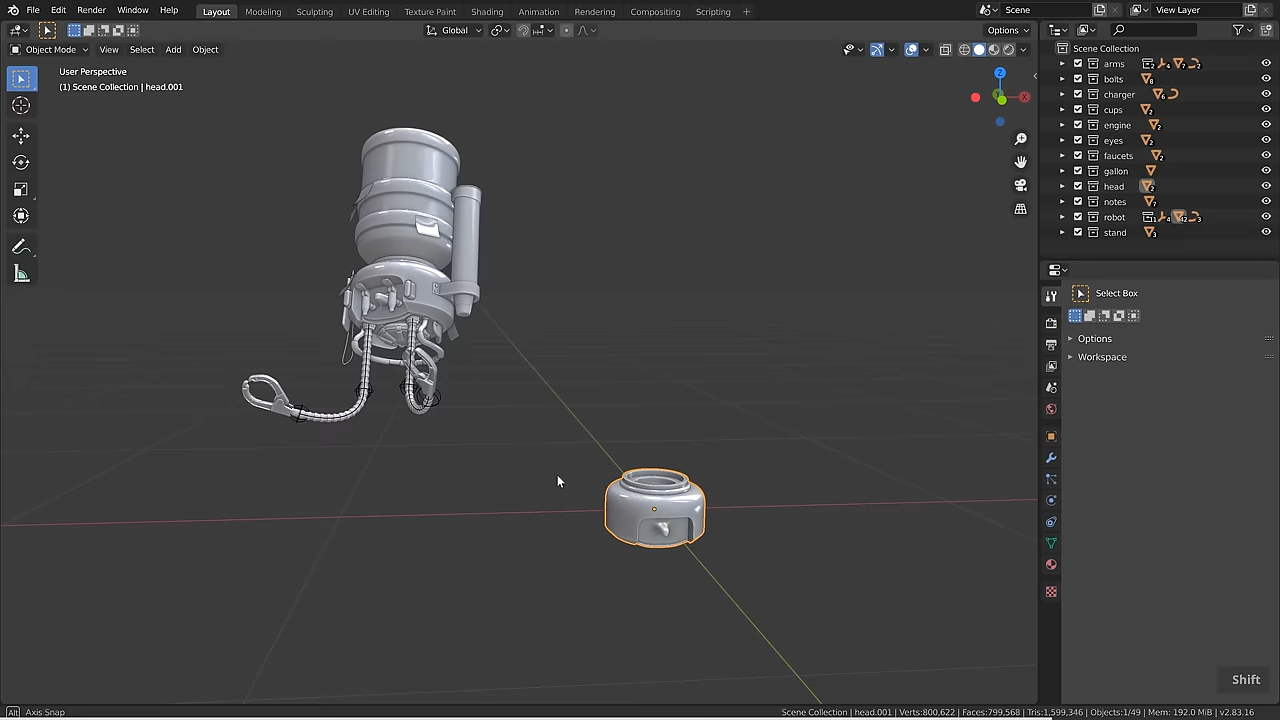 File Edit Render Window Help Layout Modeling Sculpting UV Editing Texture Paint Shading Animation Rendering Compositing Scripting + Scene View Layer
Global Options
Object Mode View Select Add Object
User Perspective
(1) Scene Collection | head.001
Z
X
Scene Collection
arms
bolts
charger
cups
engine
eyes
faucets
gallon
head
notes
robot
stand
Select Box
Options
Workspace
Shift
Alt Axis Snap Scene Collection | head.001 | Verts:800,622 | Faces:799,568 | Tris:1,599,346 | Objects:1/49 | Mem: 192.0 MiB | v2.83.16